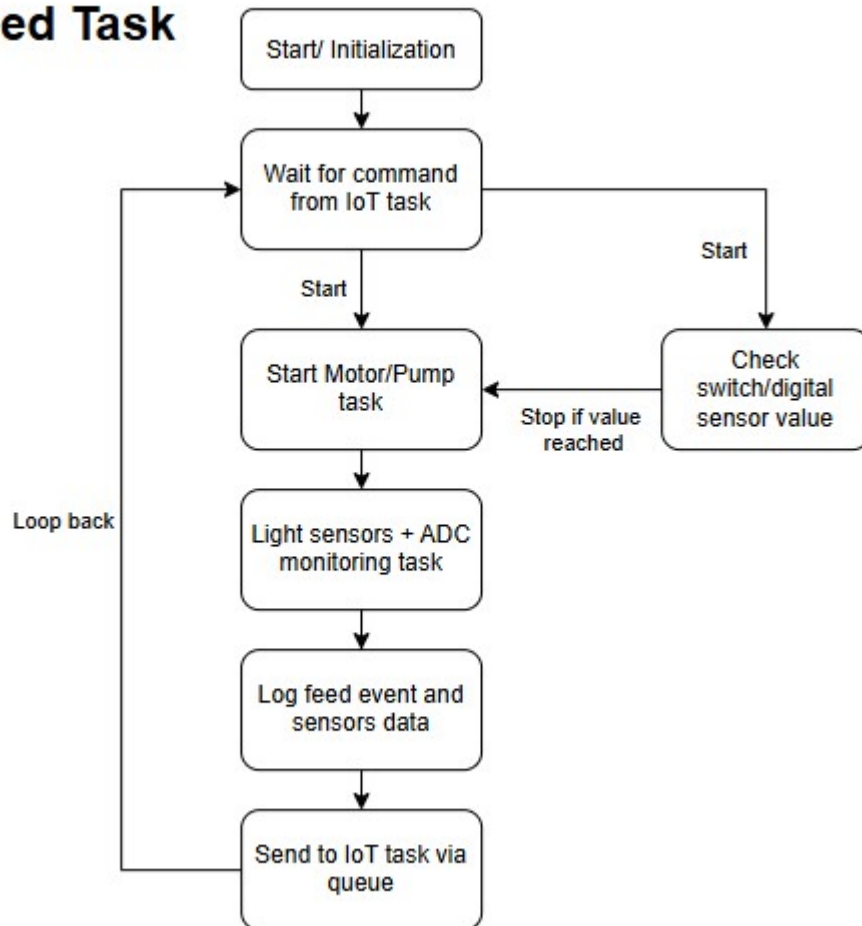 ed Task
Start/ Initialization
Wait for command
from IoT task
Start
Start
Start Motor/Pump
task
Stop if value
reached
Check
switch/digital
sensor value
Loop back
Light sensors + ADC
monitoring task
Log feed event and
sensors data
Send to IoT task via
queue